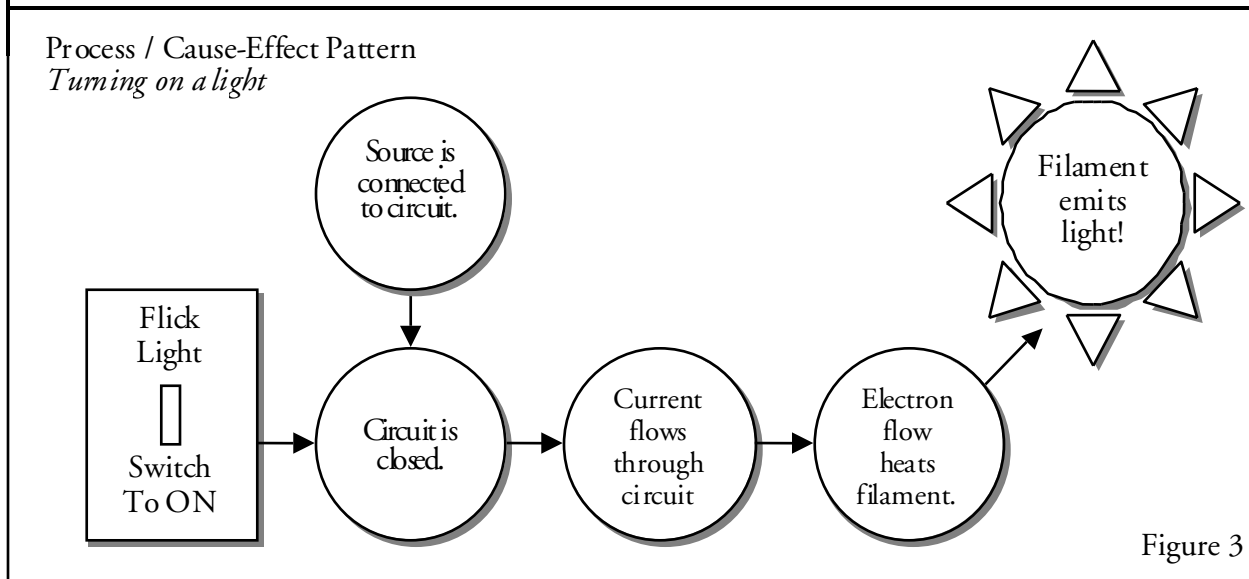 Process / Cause-Effect Pattern
Turning on a light
Source is
connected
to circuit.
Filament
emits
light!
Flick
Light
Switch
To ON
Circuit is
closed.
Current
flows
through
circuit
Electron
flow
heats
filament.
Figure 3